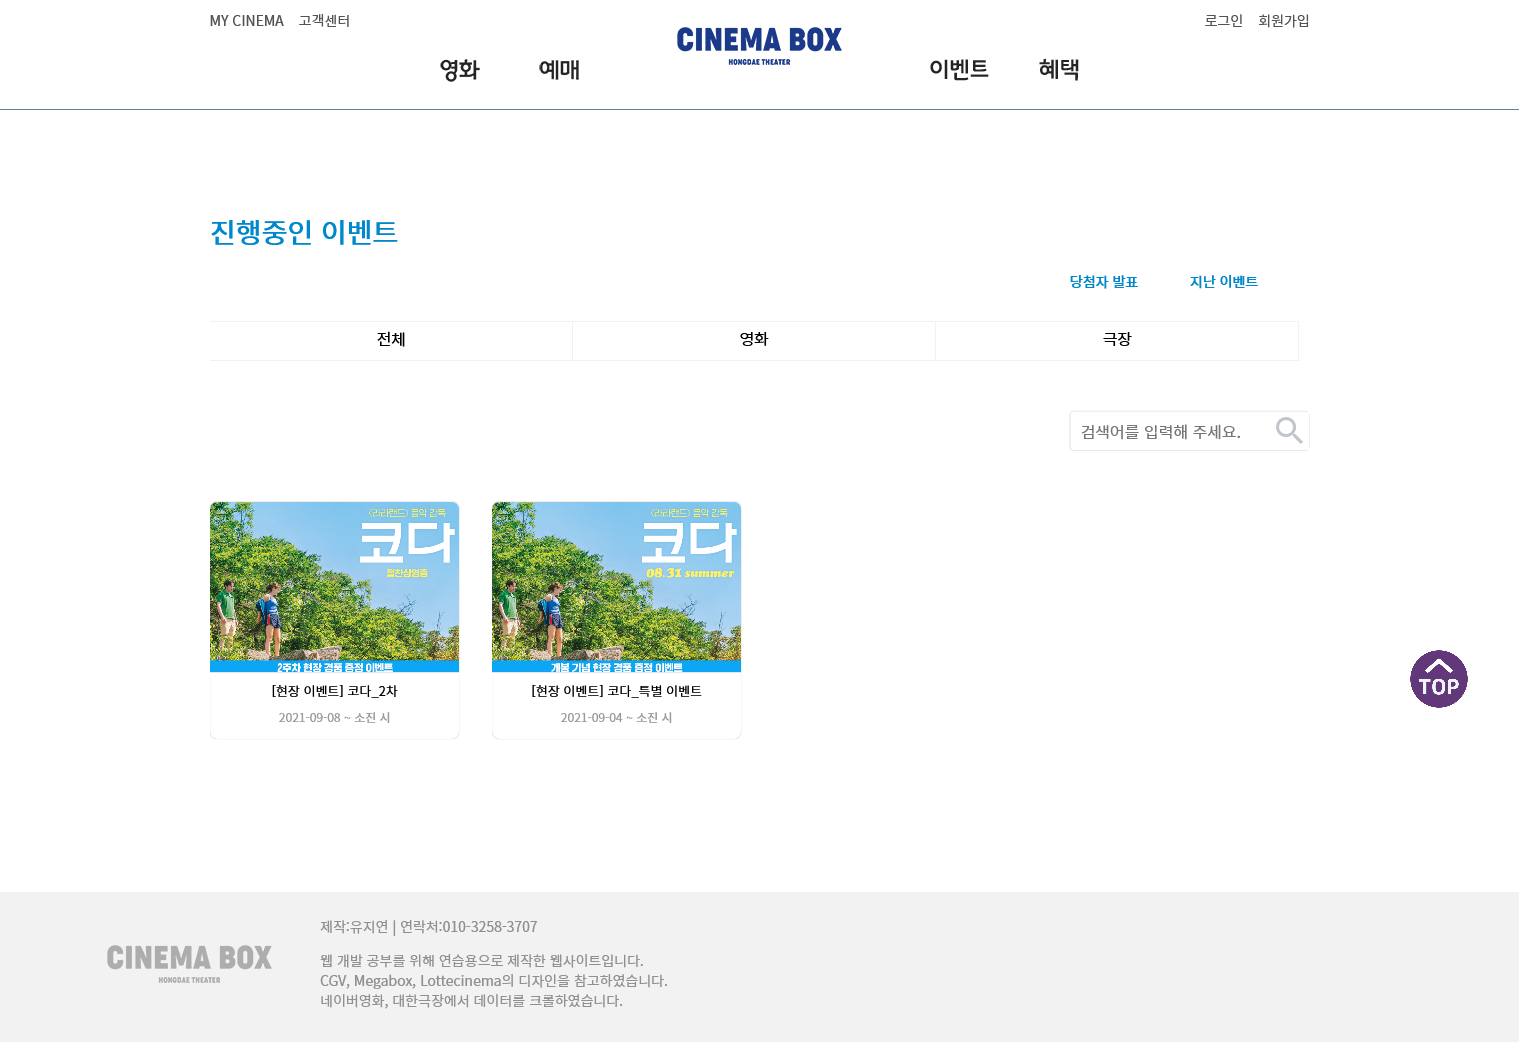 MY CINEMA 고객센터
로그인 회원가입
CINEMA BOX
HONGDAE THEATER
영화 예매 이벤트 혜택
진행중인 이벤트
당첨자 발표 지난 이벤트
전체 영화 극장
검색어를 입력해 주세요.
<라라랜드> 음악 감독
코다
절찬상영중
2주차 현장 경품 증정 이벤트
[현장 이벤트] 코다_2차
2021-09-08 ~ 소진 시
<라라랜드> 음악 감독
코다
08.31 summer
개봉 기념 현장 경품 증정 이벤트
[현장 이벤트] 코다_특별 이벤트
2021-09-04 ~ 소진 시
TOP
CINEMA BOX
HONGDAE THEATER
제작:유지연 | 연락처:010-3258-3707
웹 개발 공부를 위해 연습용으로 제작한 웹사이트입니다.
CGV, Megabox, Lottecinema의 디자인을 참고하였습니다.
네이버영화, 대한극장에서 데이터를 크롤하였습니다.